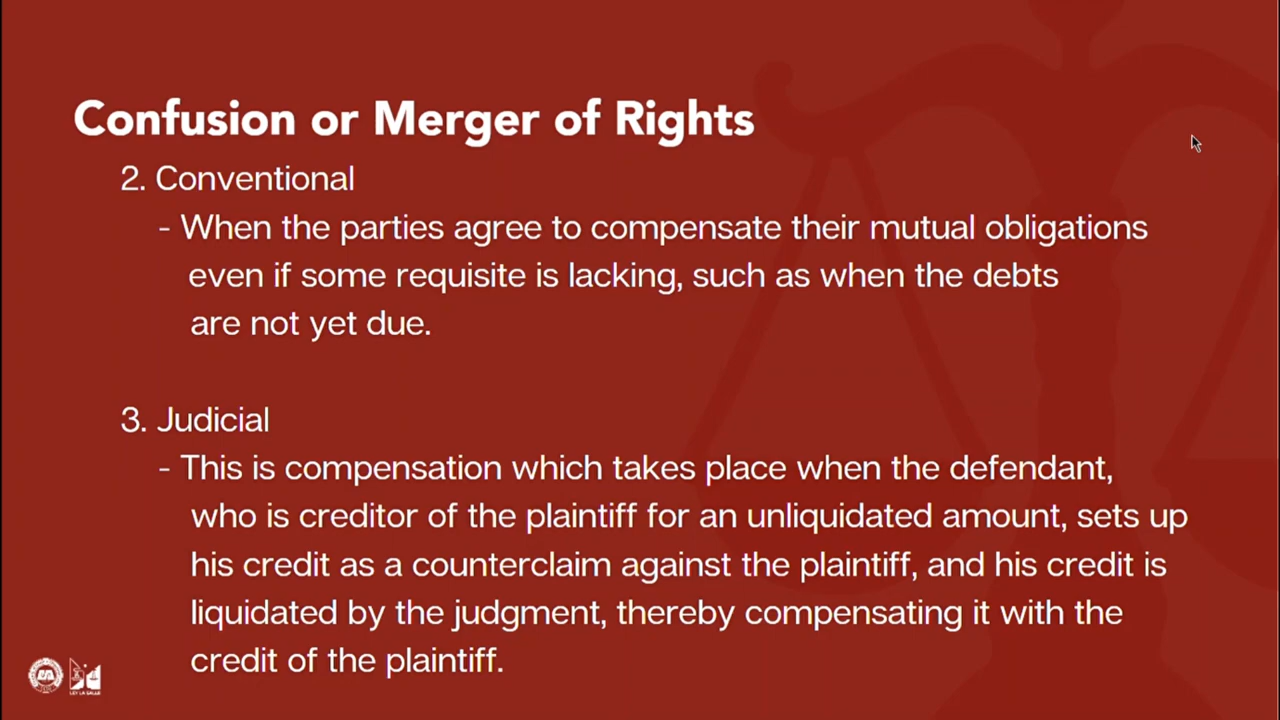 Confusion or Merger of Rights
2. Conventional
- When the parties agree to compensate their mutual obligations
even if some requisite is lacking, such as when the debts
are not yet due.
3. Judicial
- This is compensation which takes place when the defendant,
who is creditor of the plaintiff for an unliquidated amount, sets up
his credit as a counterclaim against the plaintiff, and his credit is
liquidated by the judgment, thereby compensating it with the
credit of the plaintiff.
LEY LA SALLE